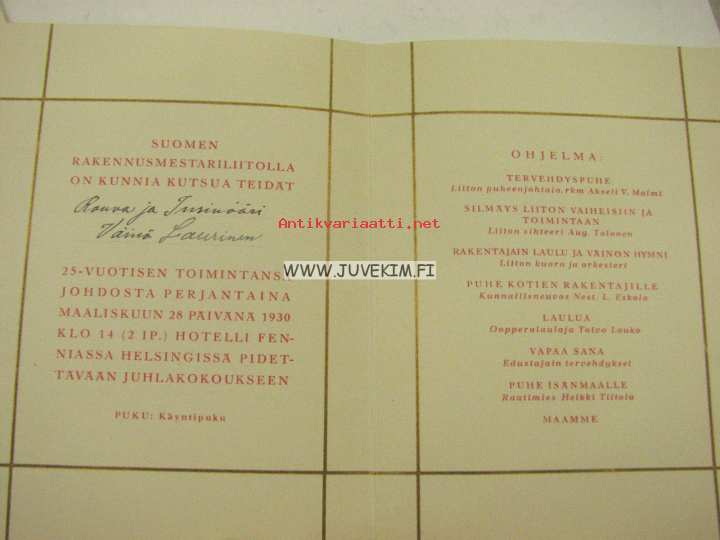 SUOMEN
RAKENNUSMESTARILIITOLLA
ON KUNNIA KUTSUA TEIDÄT
Rouva ja Insinööri
Väinö Laurinen
25-VUOTISEN TOIMINTANSA
JOHDOSTA PERJANTAINA
MAALISKUUN 28 PÄIVÄNÄ 1930
KLO 14 (2 IP.) HOTELLI FEN-
NIASSA HELSINGISSÄ PIDET-
TÄVÄÄN JUHLAKOKOUKSEEN
PUKU: Käyntipuku
OHJELMA:
TERVEHDYSPUHE
Liiton puheenjohtaja, rkm Akseli V. Malmi
SILMÄYS LIITON VAIHEISIIN JA
TOIMINTAAN
Liiton sihteeri Aug. Talonen
RAKENTAJAIN LAULU JA VÄINÖN HYMNI
Liiton kuoro ja orkesteri
PUHE KOTIEN RAKENTAJILLE
Kunnallisneuvos Nest. L. Eskola
LAULUA
Oopperalaulaja Toivo Louko
VAPAA SANA
Edustajain tervehdykset
PUHE ISÄNMAALLE
Raatimies Heikki Tiitola
MAAMME
Antikvariaatti.net
WWW.JUVEKIM.FI